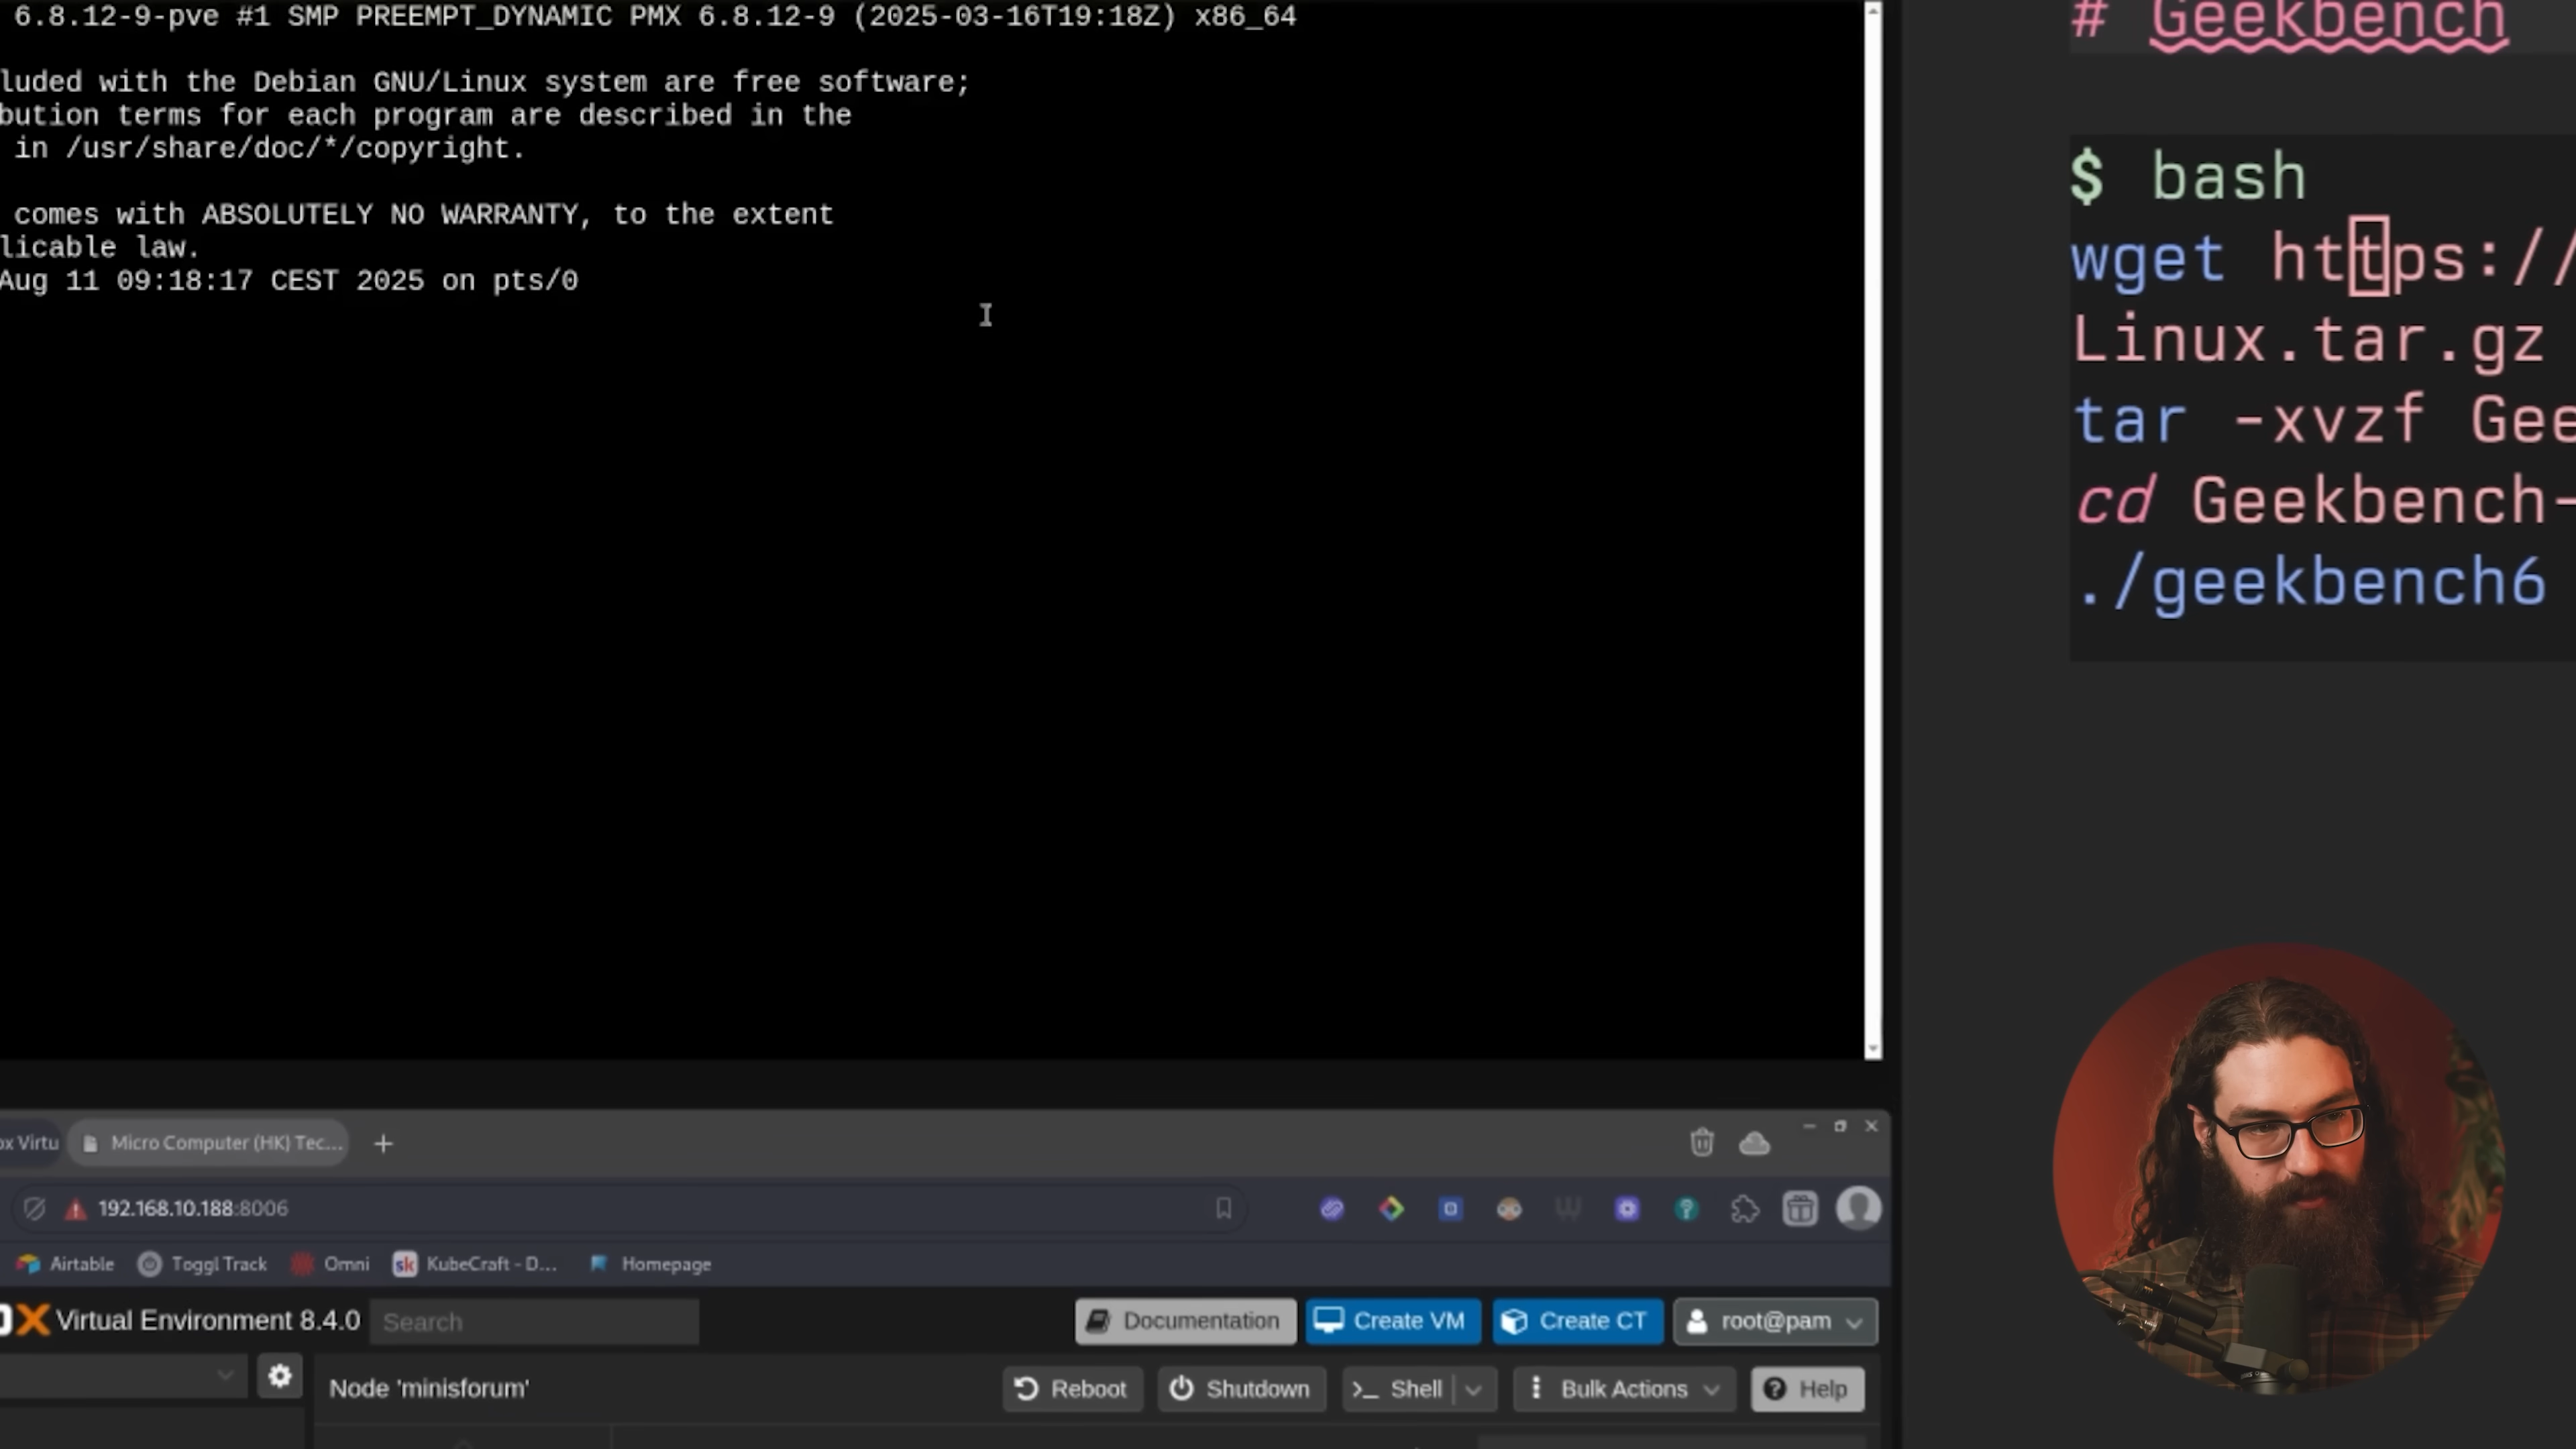 6.8.12-9-pve #1 SMP PREEMPT_DYNAMIC PMX 6.8.12-9 (2025-03-16T19:18Z) x86_64
luded with the Debian GNU/Linux system are free software;
bution terms for each program are described in the
in /usr/share/doc/*/copyright.
comes with ABSOLUTELY NO WARRANTY, to the extent
licable law.
Aug 11 09:18:17 CEST 2025 on pts/0
# Geekbench
$ bash
wget https://
Linux.tar.gz
tar -xvzf Gee
cd Geekbench-
./geekbench6
ox Virtu
Micro Computer (HK) Tec...
192.168.10.188:8006
Airtable
Toggl Track
Omni
sk KubeCraft - D...
Homepage
X Virtual Environment 8.4.0
Search
Documentation
Create VM
Create CT
root@pam
Node 'minisforum'
Reboot
Shutdown
>_ Shell
Bulk Actions
? Help